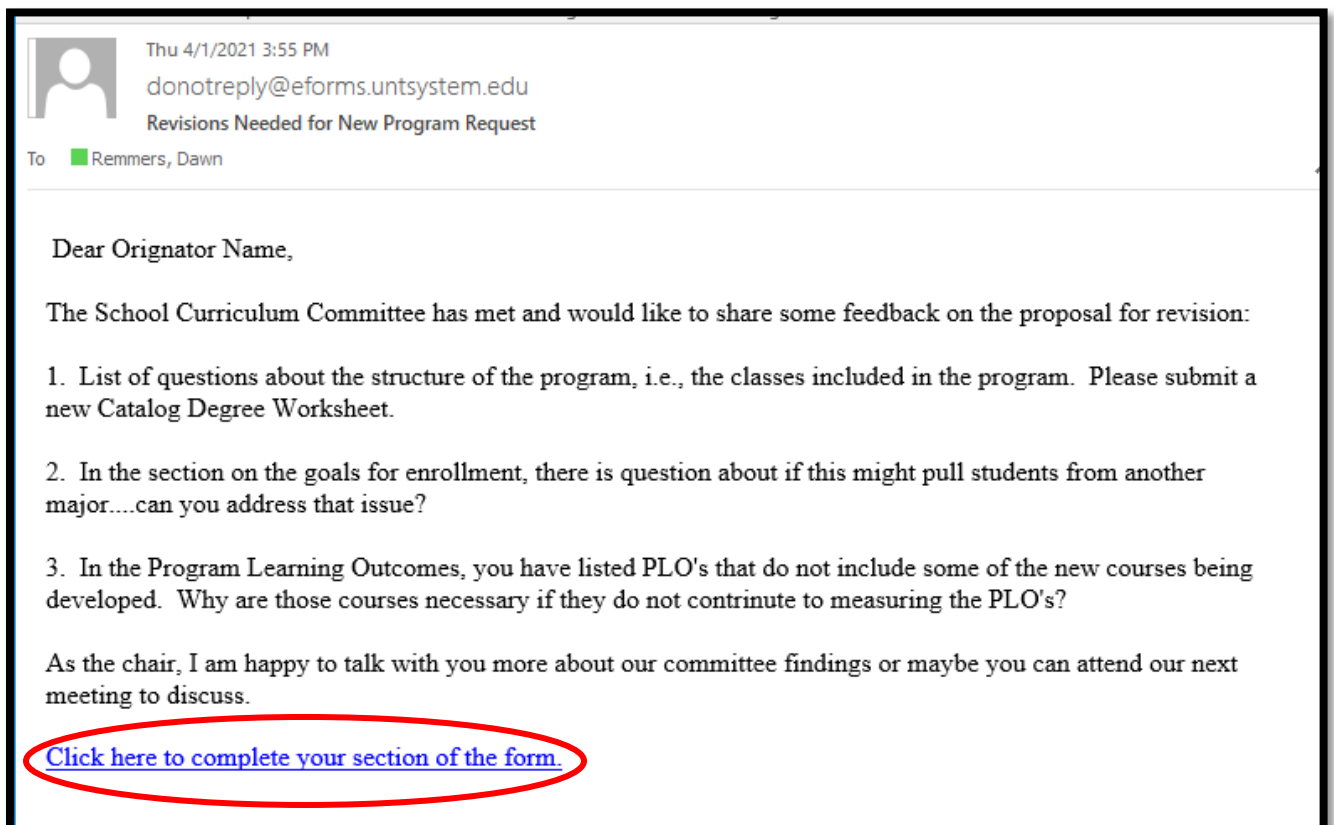 Thu 4/1/2021 3:55 PM
donotreply@eforms.untsystem.edu
Revisions Needed for New Program Request
To Remmers, Dawn
Dear Orignator Name,
The School Curriculum Committee has met and would like to share some feedback on the proposal for revision:
1.  List of questions about the structure of the program, i.e., the classes included in the program.  Please submit a
new Catalog Degree Worksheet.
2.  In the section on the goals for enrollment, there is question about if this might pull students from another
major....can you address that issue?
3.  In the Program Learning Outcomes, you have listed PLO's that do not include some of the new courses being
developed.  Why are those courses necessary if they do not contrinute to measuring the PLO's?
As the chair, I am happy to talk with you more about our committee findings or maybe you can attend our next
meeting to discuss.
Click here to complete your section of the form.